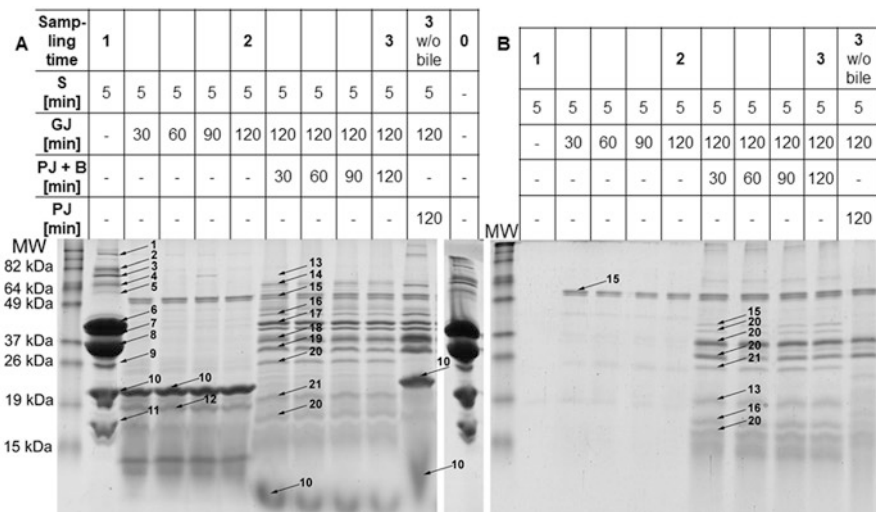 A
Samp-
ling
time
1
2
3
3
w/o
bile
0
S
[min]
5 5 5 5 5 5 5 5 5 5 -
GJ
[min]
- 30 60 90 120 120 120 120 120 120 -
PJ + B
[min]
- - - - - 30 60 90 120 - -
PJ
[min]
- - - - - - - - - 120 -
MW
82 kDa
64 kDa
49 kDa
37 kDa
26 kDa
19 kDa
15 kDa
1
2
3
4
5
6
7
8
9
10
11
10
12
13
14
15
16
17
18
19
20
21
20
10
10
10
B
1
2
3
3
w/o
bile
5 5 5 5 5 5 5 5 5 5
- 30 60 90 120 120 120 120 120 120
- - - - - 30 60 90 120 -
- - - - - - - - - 120
MW
15
15
20
20
20
21
13
16
20